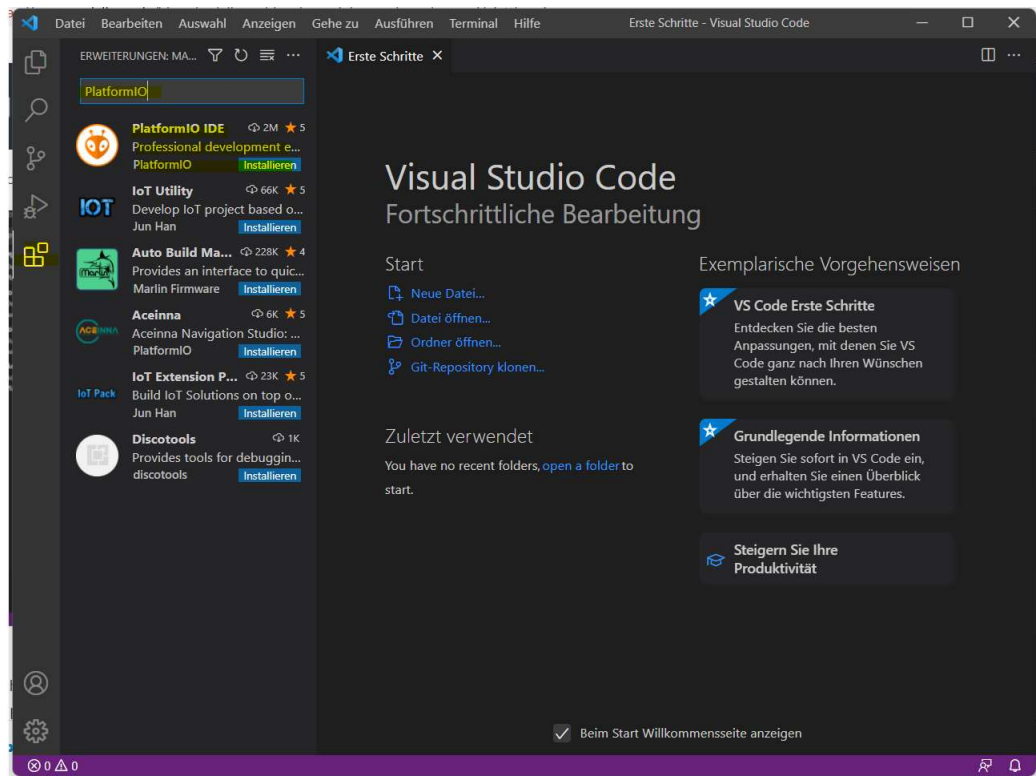 Datei Bearbeiten Auswahl Anzeigen Gehe zu Ausführen Terminal Hilfe
Erste Schritte - Visual Studio Code
ERWEITERUNGEN: MA...
Erste Schritte
PlatformIO
PlatformIO IDE 2M 5
Professional development e...
PlatformIO Installieren
IoT Utility 66K 5
Develop IoT project based o...
Jun Han Installieren
Auto Build Ma... 228K 4
Provides an interface to quic...
Marlin Firmware Installieren
Aceinna 6K 5
Aceinna Navigation Studio: ...
PlatformIO Installieren
IoT Extension P... 23K 5
Build IoT Solutions on top o...
Jun Han Installieren
Discotools 1K
Provides tools for debuggin...
discotools Installieren
IOT
Marlin
ACEINNA
IoT Pack
Visual Studio Code
Fortschrittliche Bearbeitung
Start
Neue Datei...
Datei öffnen...
Ordner öffnen...
Git-Repository klonen...
Zuletzt verwendet
You have no recent folders, open a folder to
start.
Exemplarische Vorgehensweisen
VS Code Erste Schritte
Entdecken Sie die besten
Anpassungen, mit denen Sie VS
Code ganz nach Ihren Wünschen
gestalten können.
Grundlegende Informationen
Steigen Sie sofort in VS Code ein,
und erhalten Sie einen Überblick
über die wichtigsten Features.
Steigern Sie Ihre
Produktivität
Beim Start Willkommensseite anzeigen
0 0